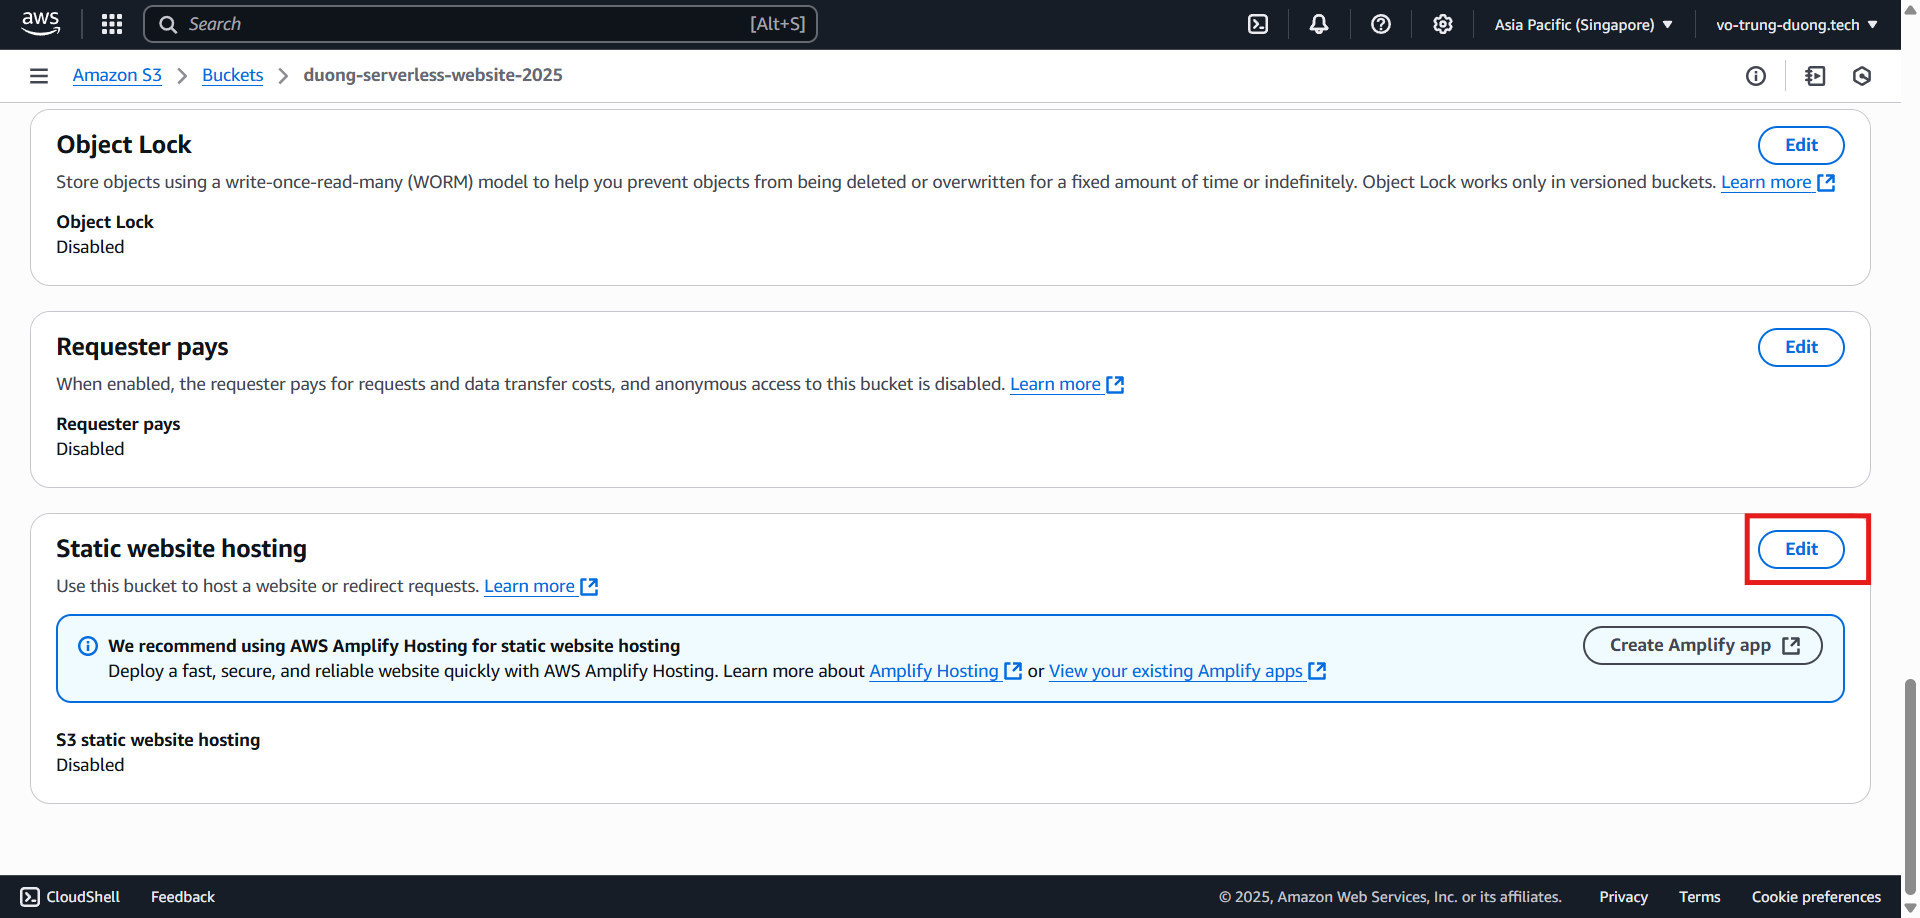 aws
Search [Alt+S]
Asia Pacific (Singapore)
vo-trung-duong.tech
Amazon S3 > Buckets > duong-serverless-website-2025
Object Lock
Edit
Store objects using a write-once-read-many (WORM) model to help you prevent objects from being deleted or overwritten for a fixed amount of time or indefinitely. Object Lock works only in versioned buckets. Learn more
Object Lock
Disabled
Requester pays
Edit
When enabled, the requester pays for requests and data transfer costs, and anonymous access to this bucket is disabled. Learn more
Requester pays
Disabled
Static website hosting
Edit
Use this bucket to host a website or redirect requests. Learn more
We recommend using AWS Amplify Hosting for static website hosting
Create Amplify app
Deploy a fast, secure, and reliable website quickly with AWS Amplify Hosting. Learn more about Amplify Hosting or View your existing Amplify apps
S3 static website hosting
Disabled
CloudShell
Feedback
© 2025, Amazon Web Services, Inc. or its affiliates.
Privacy
Terms
Cookie preferences